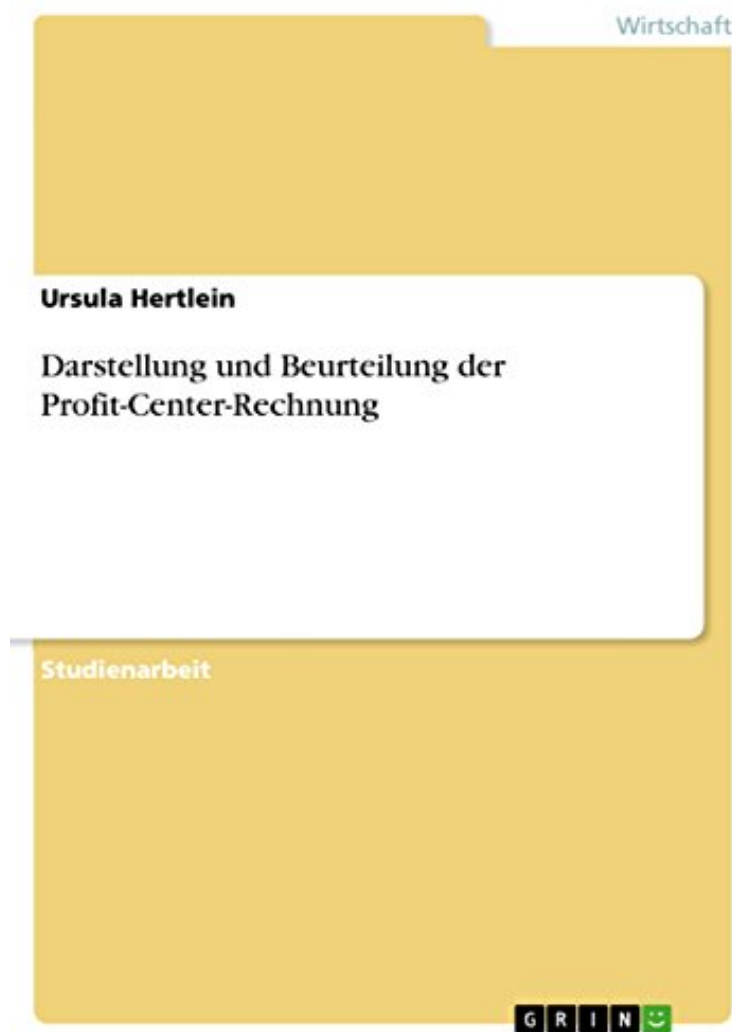 Wirtschaft
Ursula Hertlein
Darstellung und Beurteilung der
Profit-Center-Rechnung
Studienarbeit
GRIN